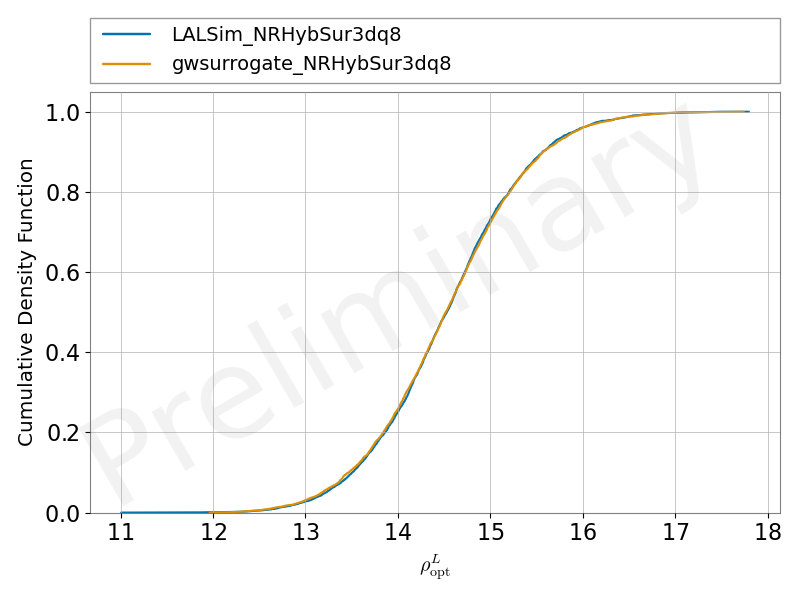 LALSim_NRHybSur3dq8
gwsurrogate_NRHybSur3dq8
Cumulative Density Function
1.0
0.8
0.6
0.4
0.2
0.0
Preliminary
11 12 13 14 15 16 17 18
ρ_opt^L